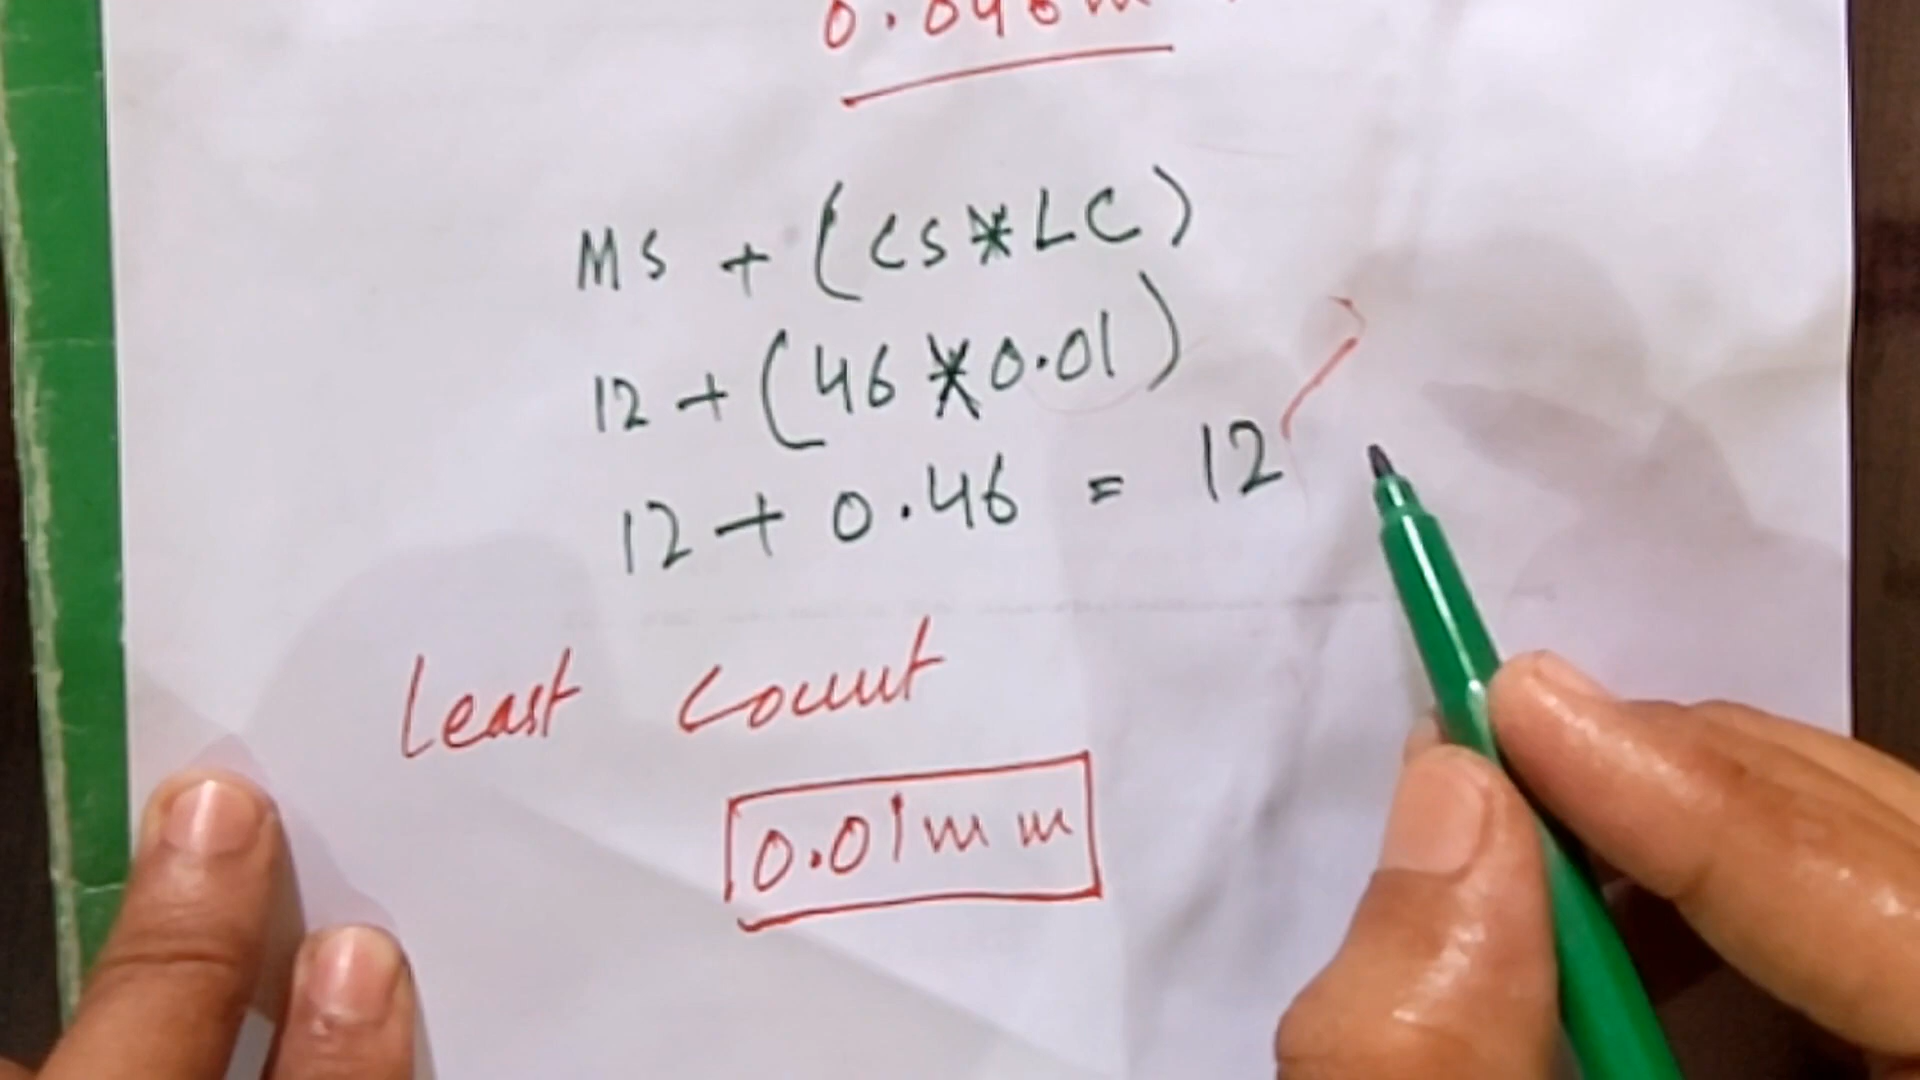 MS + (CS*LC)
12 + (46*0.01)
12 + 0.46 = 12
Least Count
0.01mm